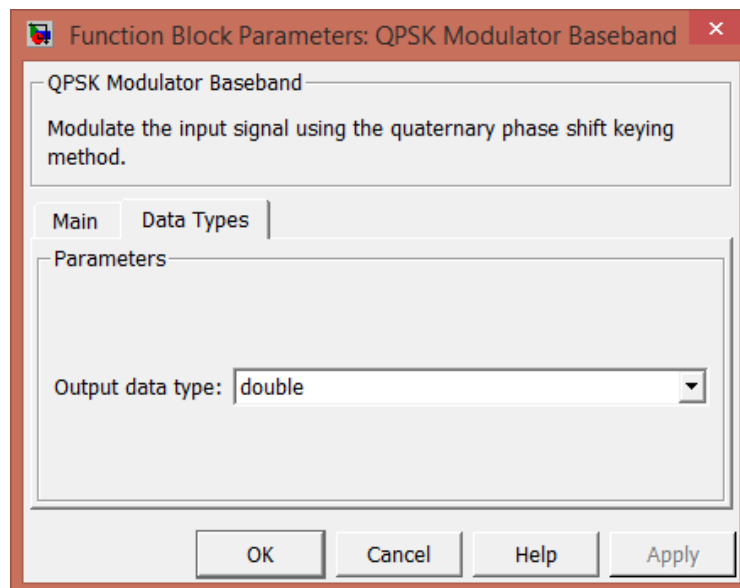 Function Block Parameters: QPSK Modulator Baseband
QPSK Modulator Baseband
Modulate the input signal using the quaternary phase shift keying
method.
Main
Data Types
Parameters
Output data type: double
OK
Cancel
Help
Apply